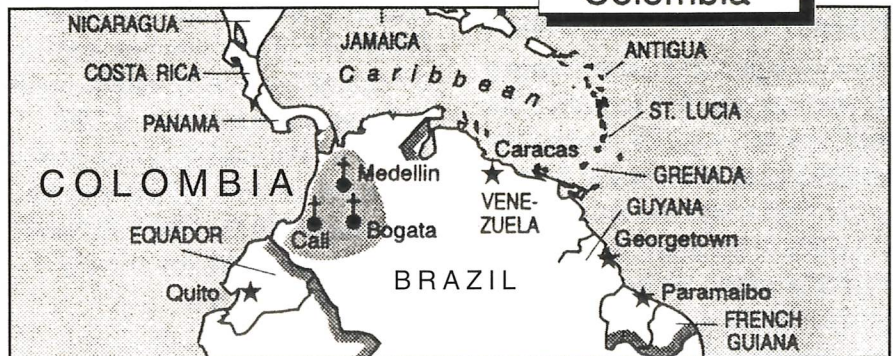 Colombia
NICARAGUA
JAMAICA
ANTIGUA
COSTA RICA
Caribbean
ST. LUCIA
PANAMA
Caracas
COLOMBIA
Medellin
GRENADA
VENE-
ZUELA
GUYANA
EQUADOR
Cali
Bogata
Georgetown
BRAZIL
Quito
Paramaibo
FRENCH
GUIANA